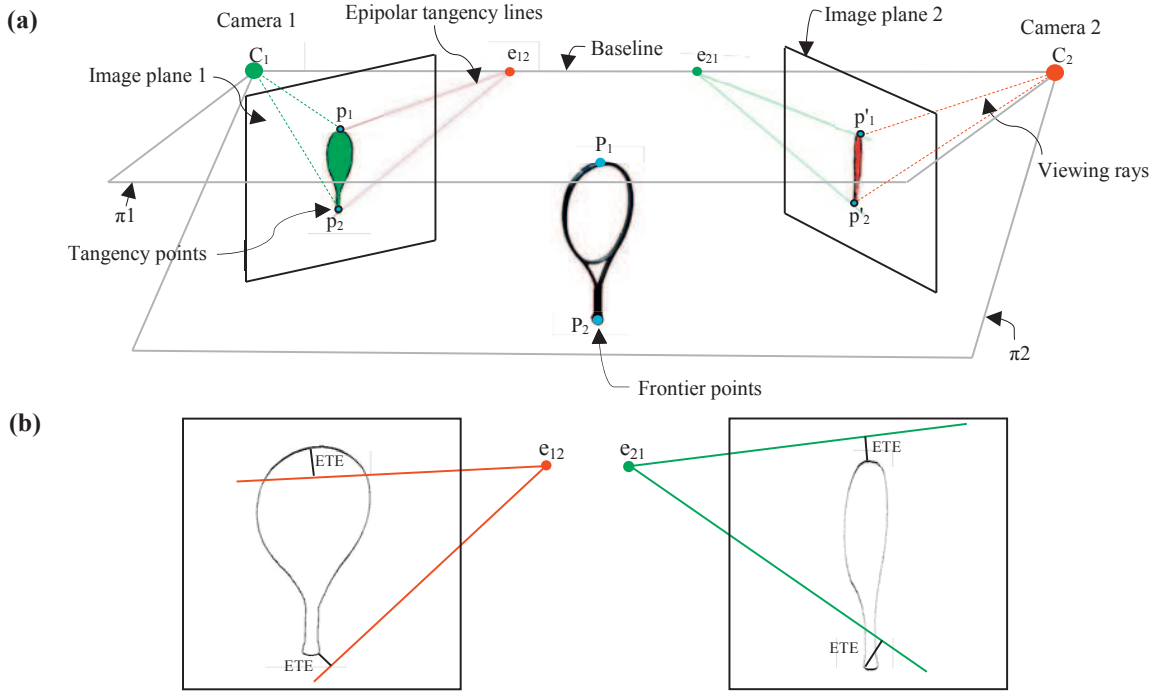 (a)
Camera 1
Epipolar tangency lines
Image plane 2
Camera 2
C1
e12
Baseline
e21
C2
Image plane 1
p1
p'1
P1
Viewing rays
π1
p2
p'2
Tangency points
P2
π2
Frontier points
(b)
ETE
e12
e21
ETE
ETE
ETE